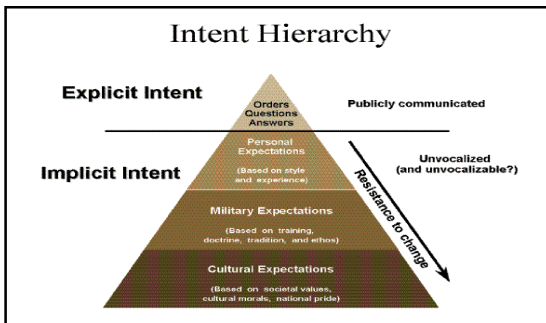 Intent Hierarchy
Explicit Intent
Orders
Questions
Answers
Publicly communicated
Personal
Expectations
(Based on style
and experience)
Implicit Intent
Unvocalized
(and unvocalizable?)
Resistance to change
Military Expectations
(Based on training,
doctrine, tradition, and ethos)
Cultural Expectations
(Based on societal values,
cultural morals, national pride)